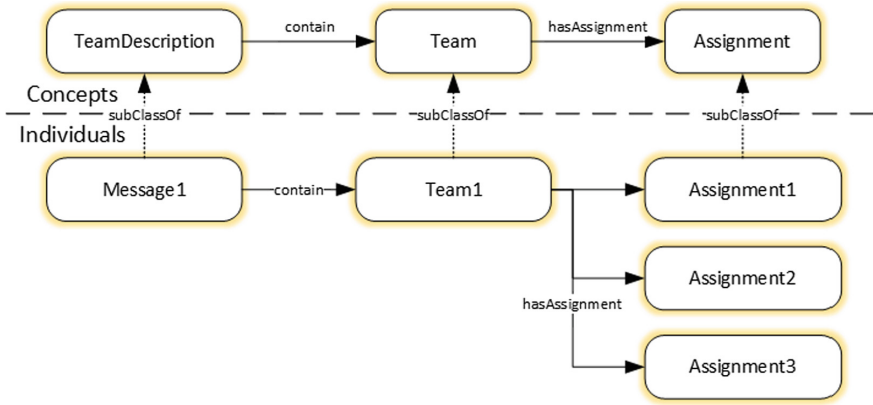 TeamDescription
contain
Team
hasAssignment
Assignment
Concepts
subClassOf
subClassOf
subClassOf
Individuals
Message1
contain
Team1
Assignment1
Assignment2
hasAssignment
Assignment3